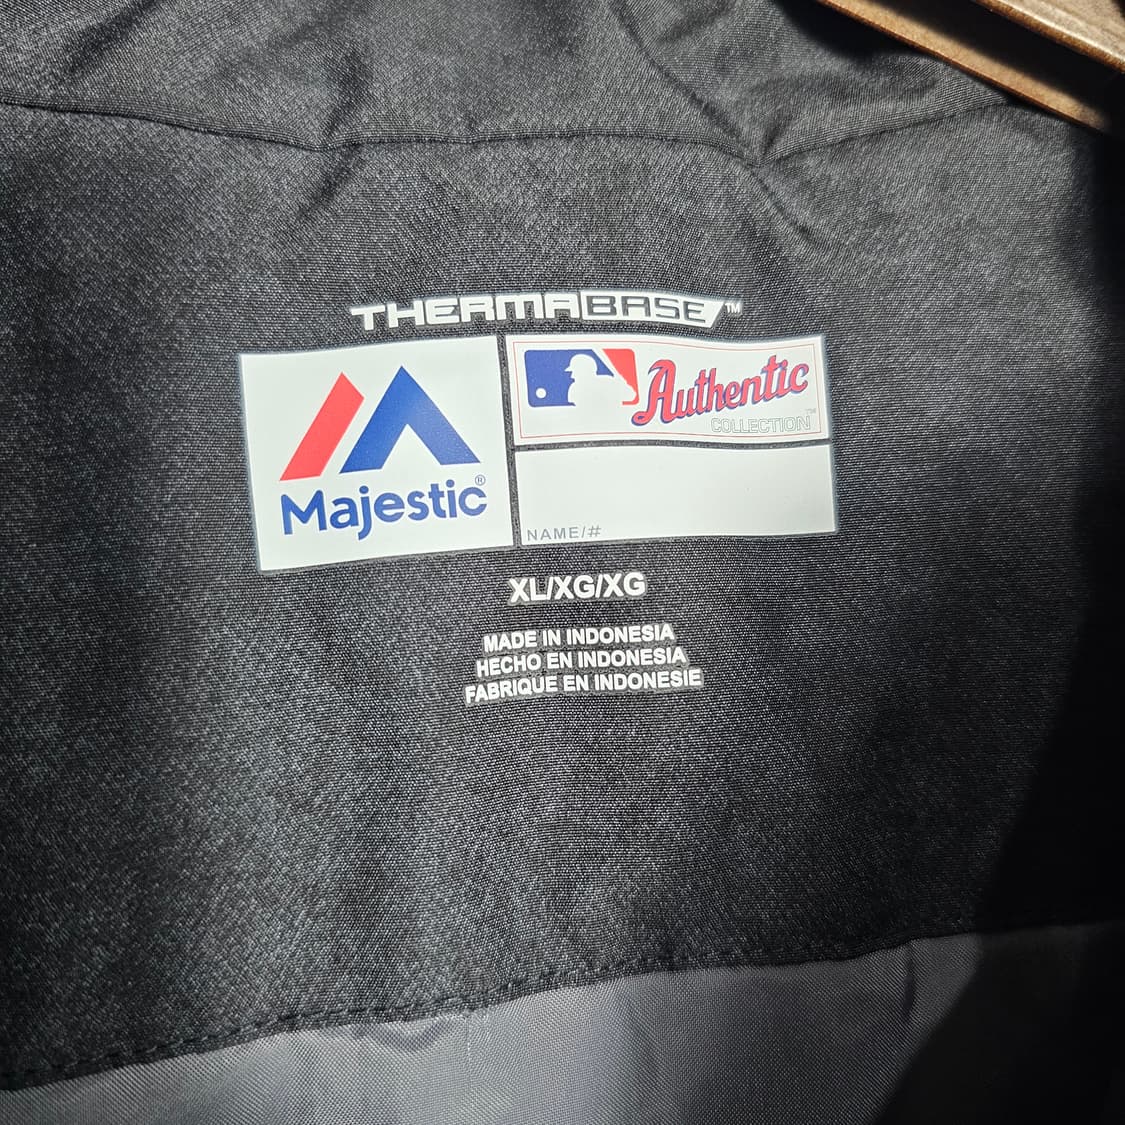 THERMABASE™
Majestic®
Authentic
COLLECTION™
NAME/#
XL/XG/XG
MADE IN INDONESIA
HECHO EN INDONESIA
FABRIQUE EN INDONESIE